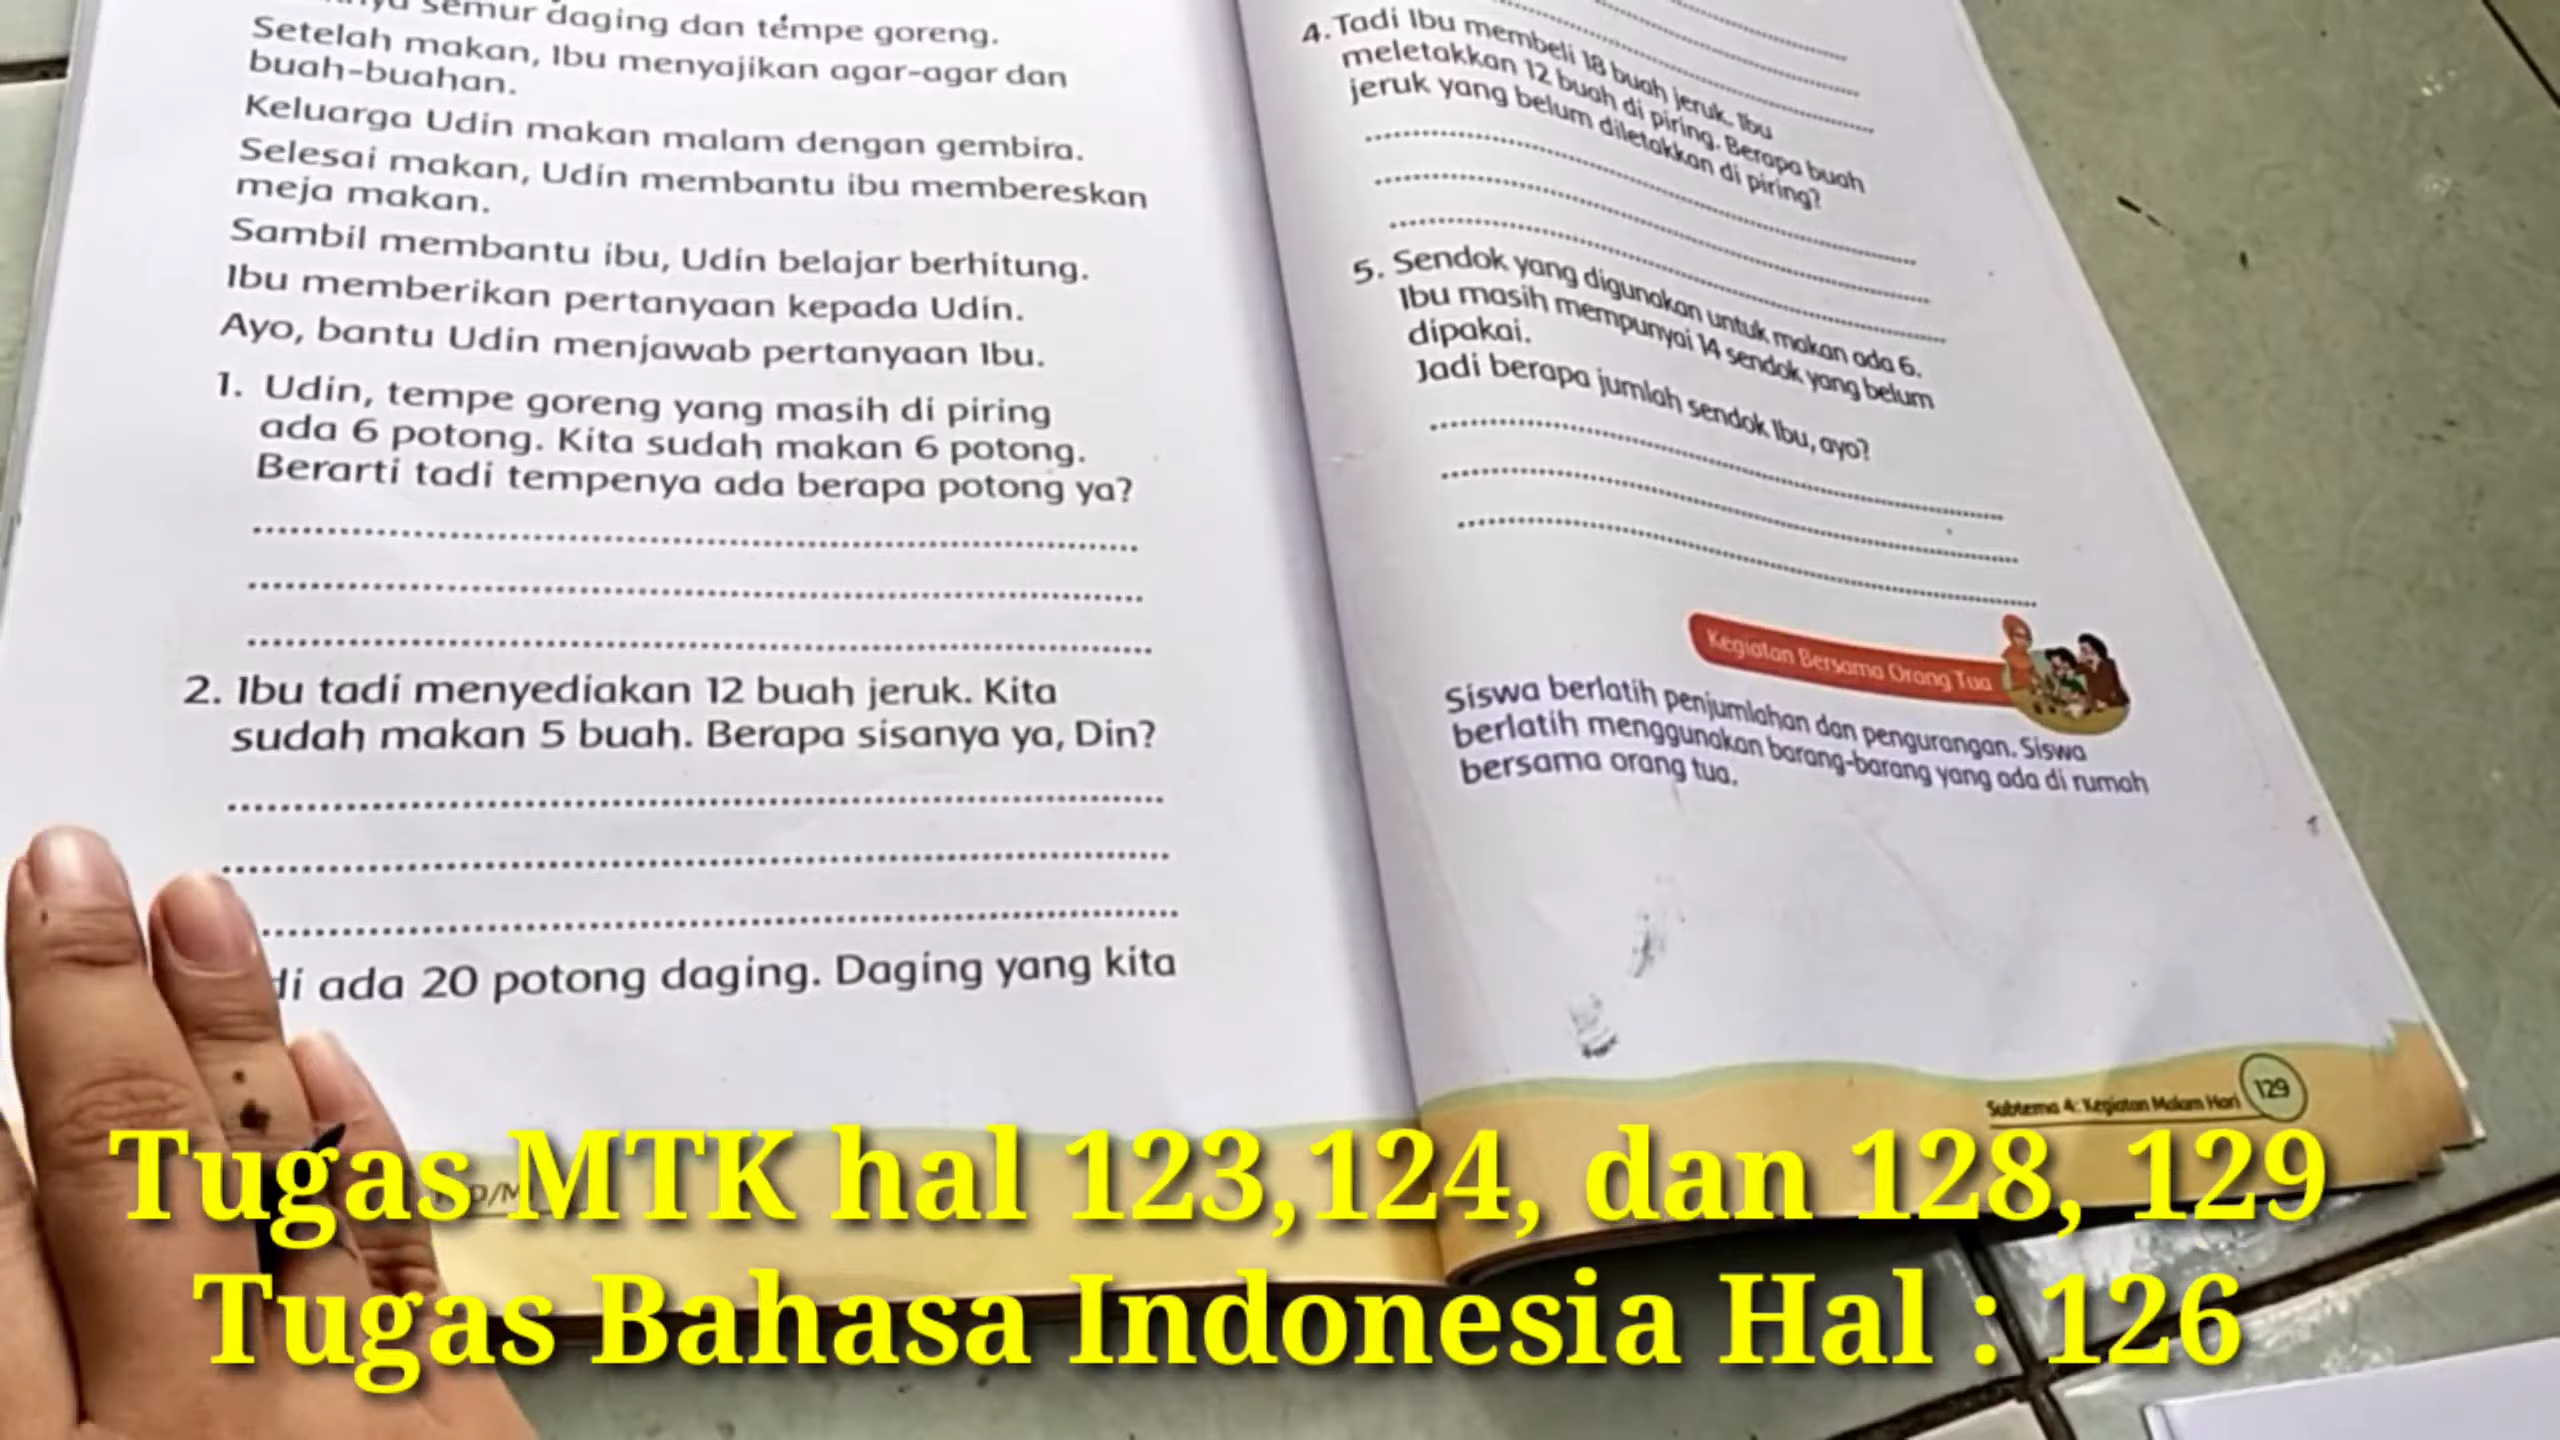 semur daging dan tempe goreng.
Setelah makan, Ibu menyajikan agar-agar dan
buah-buahan.
Keluarga Udin makan malam dengan gembira.
Selesai makan, Udin membantu ibu membereskan
meja makan.
Sambil membantu ibu, Udin belajar berhitung.
Ibu memberikan pertanyaan kepada Udin.
Ayo, bantu Udin menjawab pertanyaan Ibu.
1. Udin, tempe goreng yang masih di piring
ada 6 potong. Kita sudah makan 6 potong.
Berarti tadi tempenya ada berapa potong ya?
2. Ibu tadi menyediakan 12 buah jeruk. Kita
sudah makan 5 buah. Berapa sisanya ya, Din?
ada 20 potong daging. Daging yang kita
4. Tadi Ibu membeli 18 buah jeruk. Ibu
meletakkan 12 buah di piring. Berapa buah
jeruk yang belum diletakkan di piring?
5. Sendok yang digunakan untuk makan ada 6.
Ibu masih mempunyai 14 sendok yang belum
dipakai.
Jadi berapa jumlah sendok Ibu, ayo?
Kegiatan Bersama Orang Tua
Siswa berlatih penjumlahan dan pengurangan. Siswa
berlatih menggunakan barang-barang yang ada di rumah
bersama orang tua.
Subtema 4: Kegiatan Malam Hari 129
Tugas MTK hal 123,124, dan 128, 129
Tugas Bahasa Indonesia Hal : 126